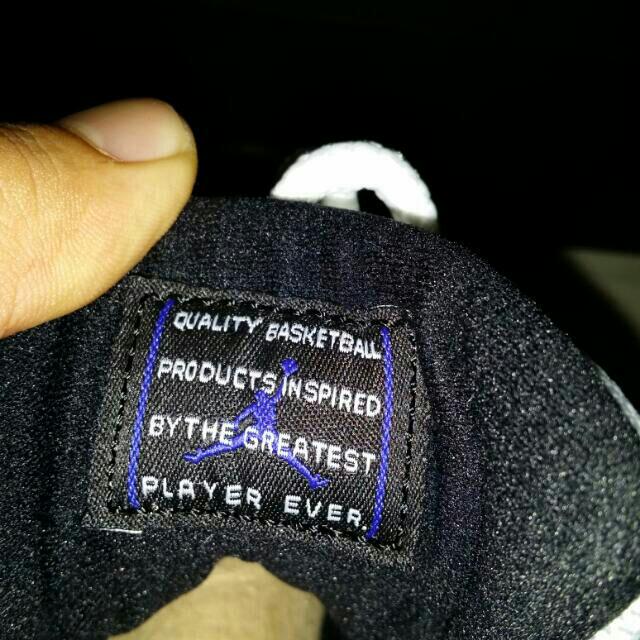 QUALITY BASKETBALL
PRODUCTS INSPIRED
BY THE GREATEST
PLAYER EVER.